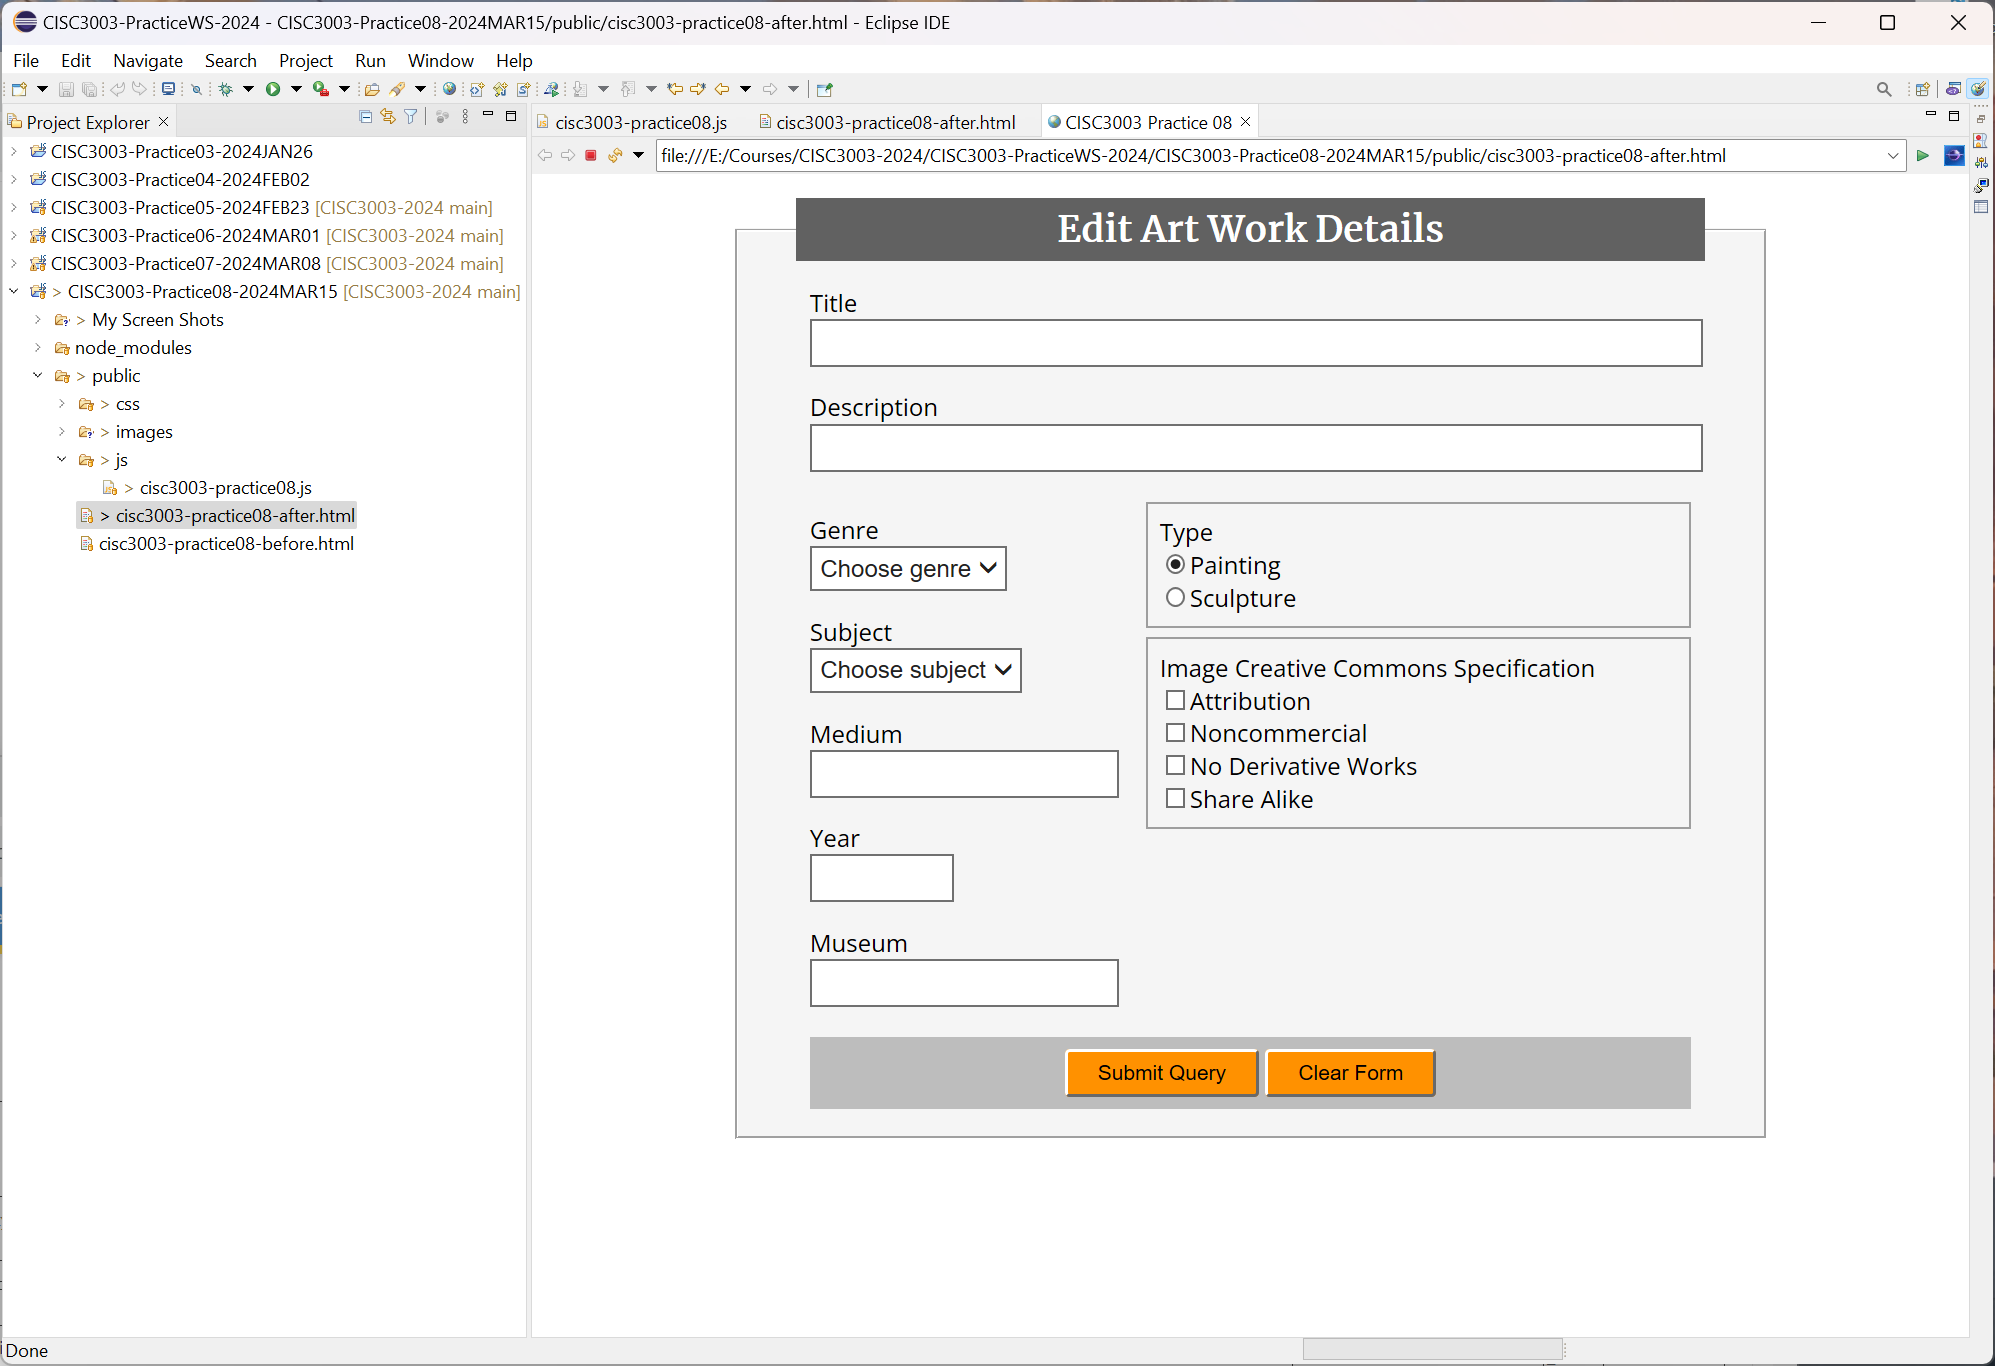 CISC3003-PracticeWS-2024 - CISC3003-Practice08-2024MAR15/public/cisc3003-practice08-after.html - Eclipse IDE
File Edit Navigate Search Project Run Window Help
Project Explorer
CISC3003-Practice03-2024JAN26
CISC3003-Practice04-2024FEB02
CISC3003-Practice05-2024FEB23 [CISC3003-2024 main]
CISC3003-Practice06-2024MAR01 [CISC3003-2024 main]
CISC3003-Practice07-2024MAR08 [CISC3003-2024 main]
> CISC3003-Practice08-2024MAR15 [CISC3003-2024 main]
> My Screen Shots
node_modules
> public
> css
> images
> js
> cisc3003-practice08.js
> cisc3003-practice08-after.html
cisc3003-practice08-before.html
cisc3003-practice08.js cisc3003-practice08-after.html CISC3003 Practice 08
file:///E:/Courses/CISC3003-2024/CISC3003-PracticeWS-2024/CISC3003-Practice08-2024MAR15/public/cisc3003-practice08-after.html
Edit Art Work Details
Title
Description
Genre
Choose genre
Subject
Choose subject
Medium
Year
Museum
Type
Painting
Sculpture
Image Creative Commons Specification
Attribution
Noncommercial
No Derivative Works
Share Alike
Submit Query Clear Form
Done